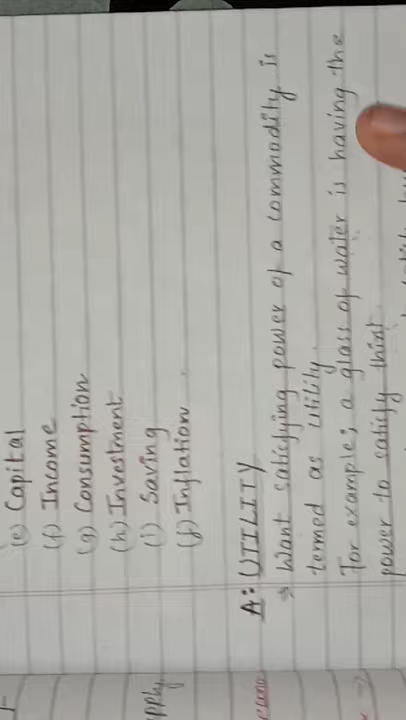 (e) Capital
(f) Income
(g) Consumption
(h) Investment
(i) Saving
(j) Inflation
A: UTILITY
⇒ Want satisfying power of a commodity is
termed as utility.
For example; a glass of water is having the
power to satisfy thirst.
pply